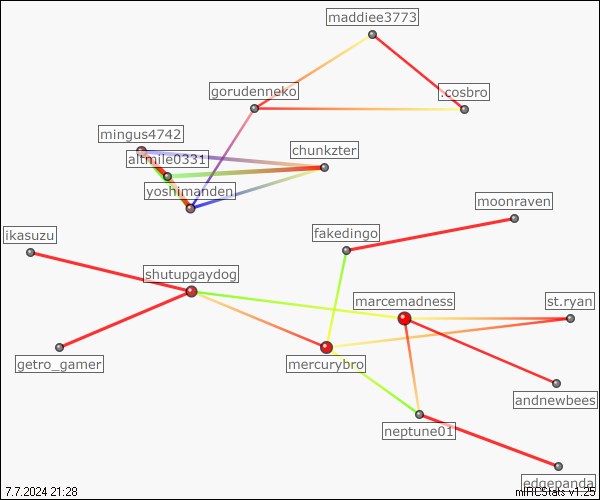 maddiee3773
gorudenneko
.cosbro
mingus4742
altmile0331
chunkzter
yoshimanden
moonraven
ikasuzu
fakedingo
shutupgaydog
marcemadness
st.ryan
getro_gamer
mercurybro
andnewbees
neptune01
edgepanda
7.7.2024 21:28
mIRCStats v1.25